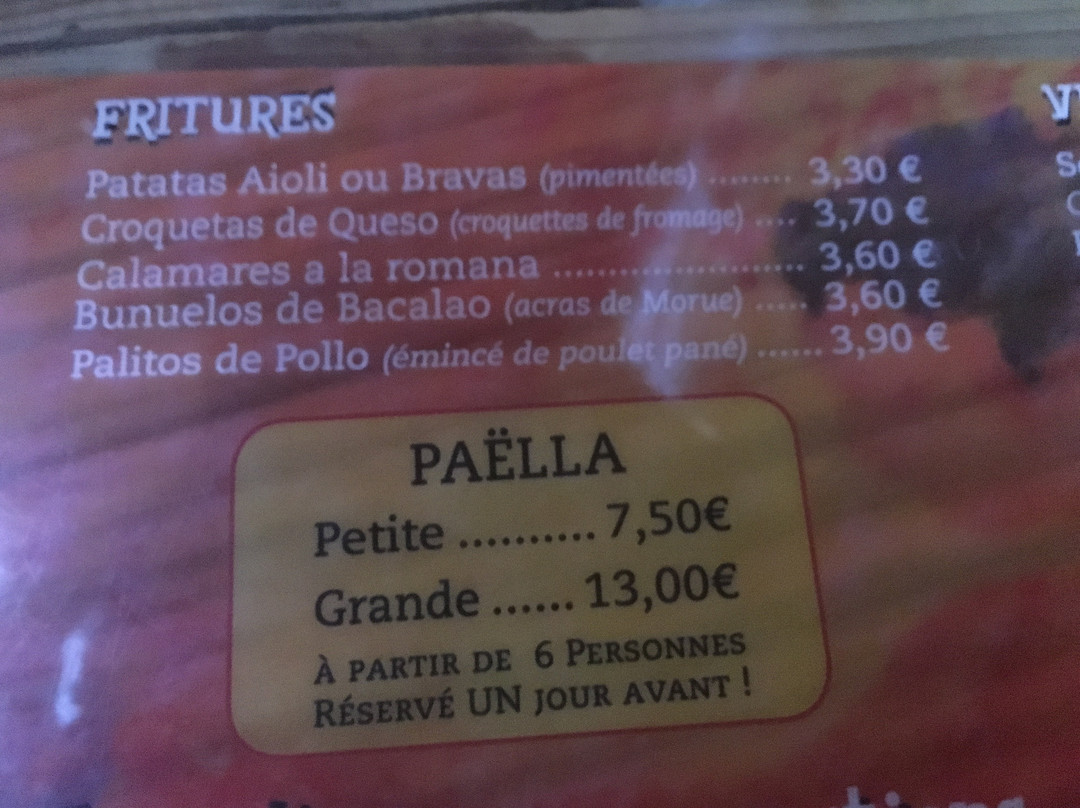 FRITURES
Patatas Aioli ou Bravas (pimentées) ........ 3,30 €
Croquetas de Queso (croquettes de fromage) .... 3,70 €
Calamares a la romana ........................ 3,60 €
Bunuelos de Bacalao (acras de Morue) ..... 3,60 €
Palitos de Pollo (émincé de poulet pané) ...... 3,90 €
PAËLLA
Petite .......... 7,50€
Grande ...... 13,00€
À PARTIR DE 6 PERSONNES
RÉSERVÉ UN JOUR AVANT !